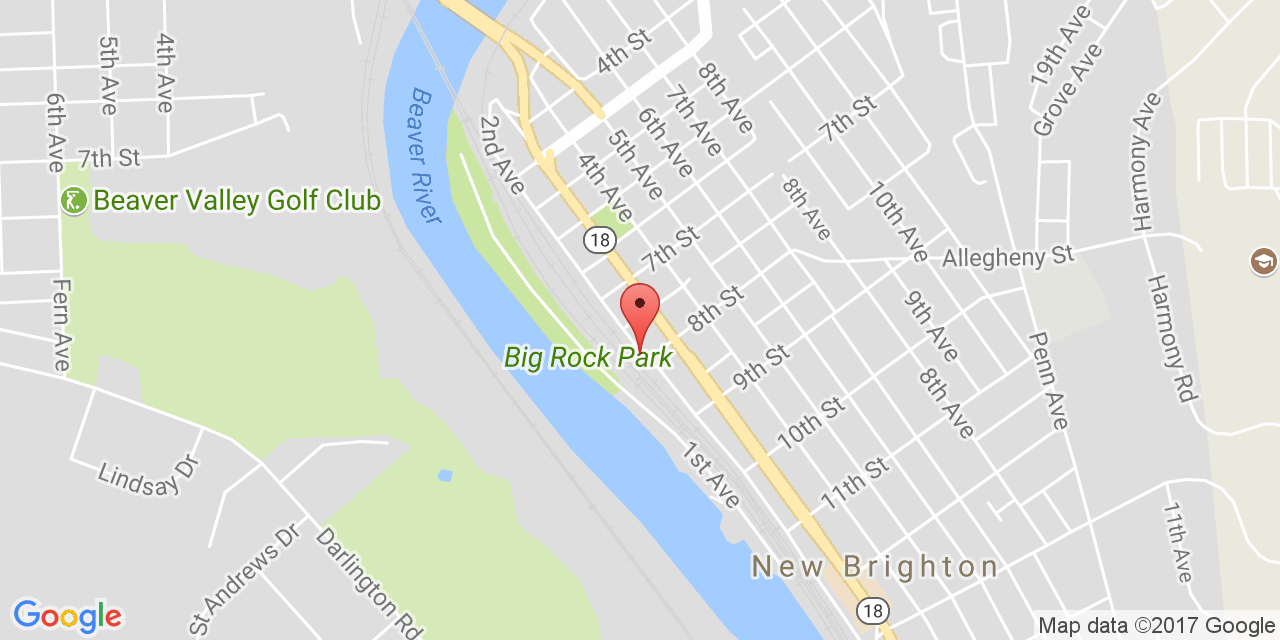 4th St
19th Ave
5th Ave
4th Ave
8th Ave
Grove Ave
6th Ave
7th Ave
6th Ave
7th St
Harmony Ave
Beaver River
2nd Ave
5th Ave
4th Ave
7th St
Beaver Valley Golf Club
8th Ave
10th Ave
18
7th St
Allegheny St
Fern Ave
8th St
9th Ave
Harmony Rd
Big Rock Park
9th St
Penn Ave
8th Ave
10th St
Lindsay Dr
1st Ave
11th St
11th Ave
St Andrews Dr
Darlington Rd
New Brighton
18
Google
Map data ©2017 Google